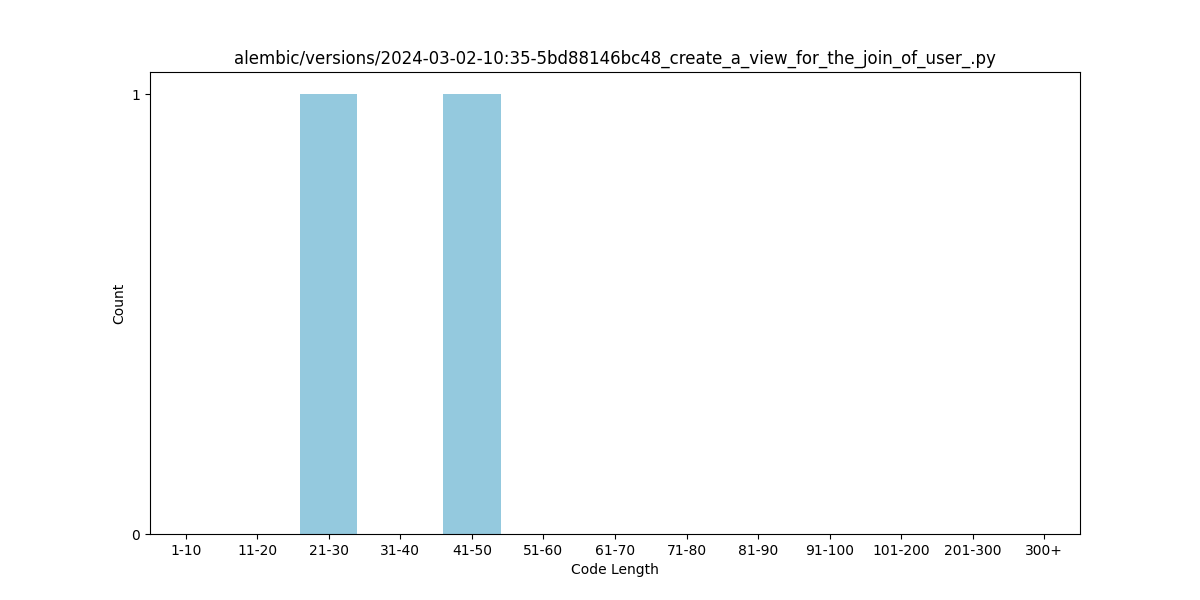 alembic/versions/2024-03-02-10:35-5bd88146bc48_create_a_view_for_the_join_of_user_.py
1
Count
0
1-10 11-20 21-30 31-40 41-50 51-60 61-70 71-80 81-90 91-100 101-200 201-300 300+
Code Length